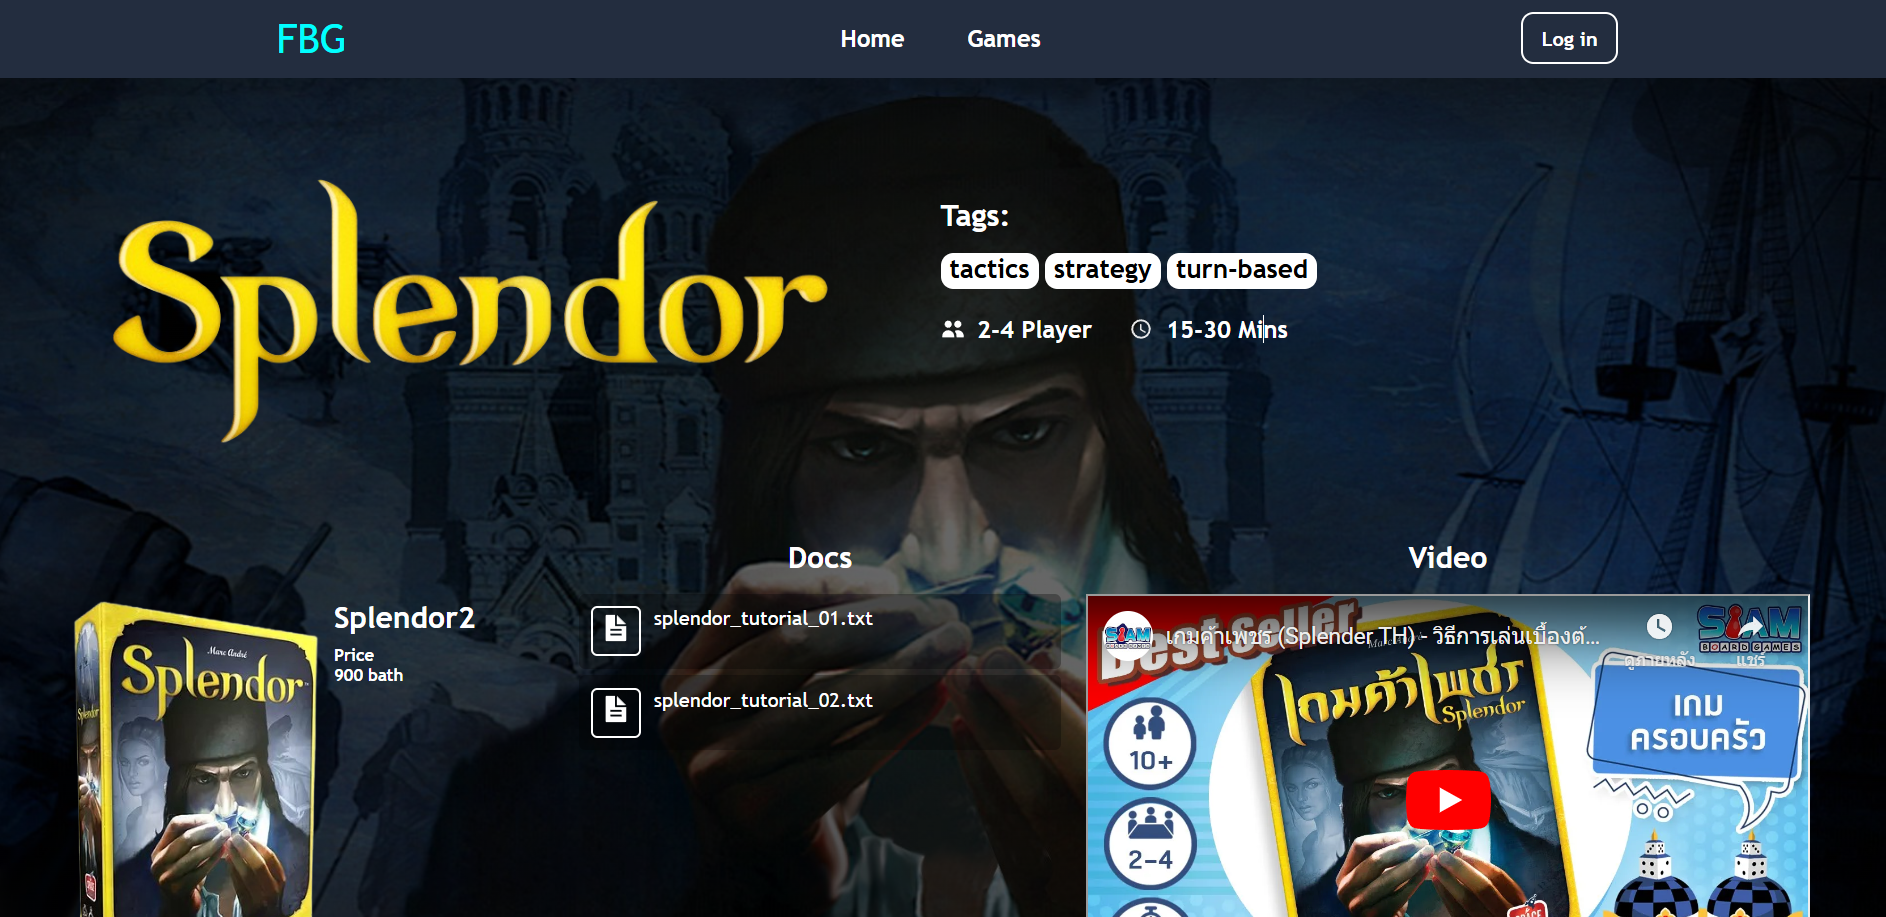 FBG
Home
Games
Log in
Splendor
Tags:
tactics
strategy
turn-based
2-4 Player
15-30 Mins
Docs
Video
Splendor2
Price
900 bath
splendor_tutorial_01.txt
splendor_tutorial_02.txt
Marc André
Splendor
Splendor
Best Seller
SIAM
เกมค้าเพชร (Splender TH) - วิธีการเล่นเบื้องต้...
SIAM
BOARDGAMES
ดูภายหลัง
แชร์
เกมค้าเพชร
Splendor
เกม
ครอบครัว
10+
2-4